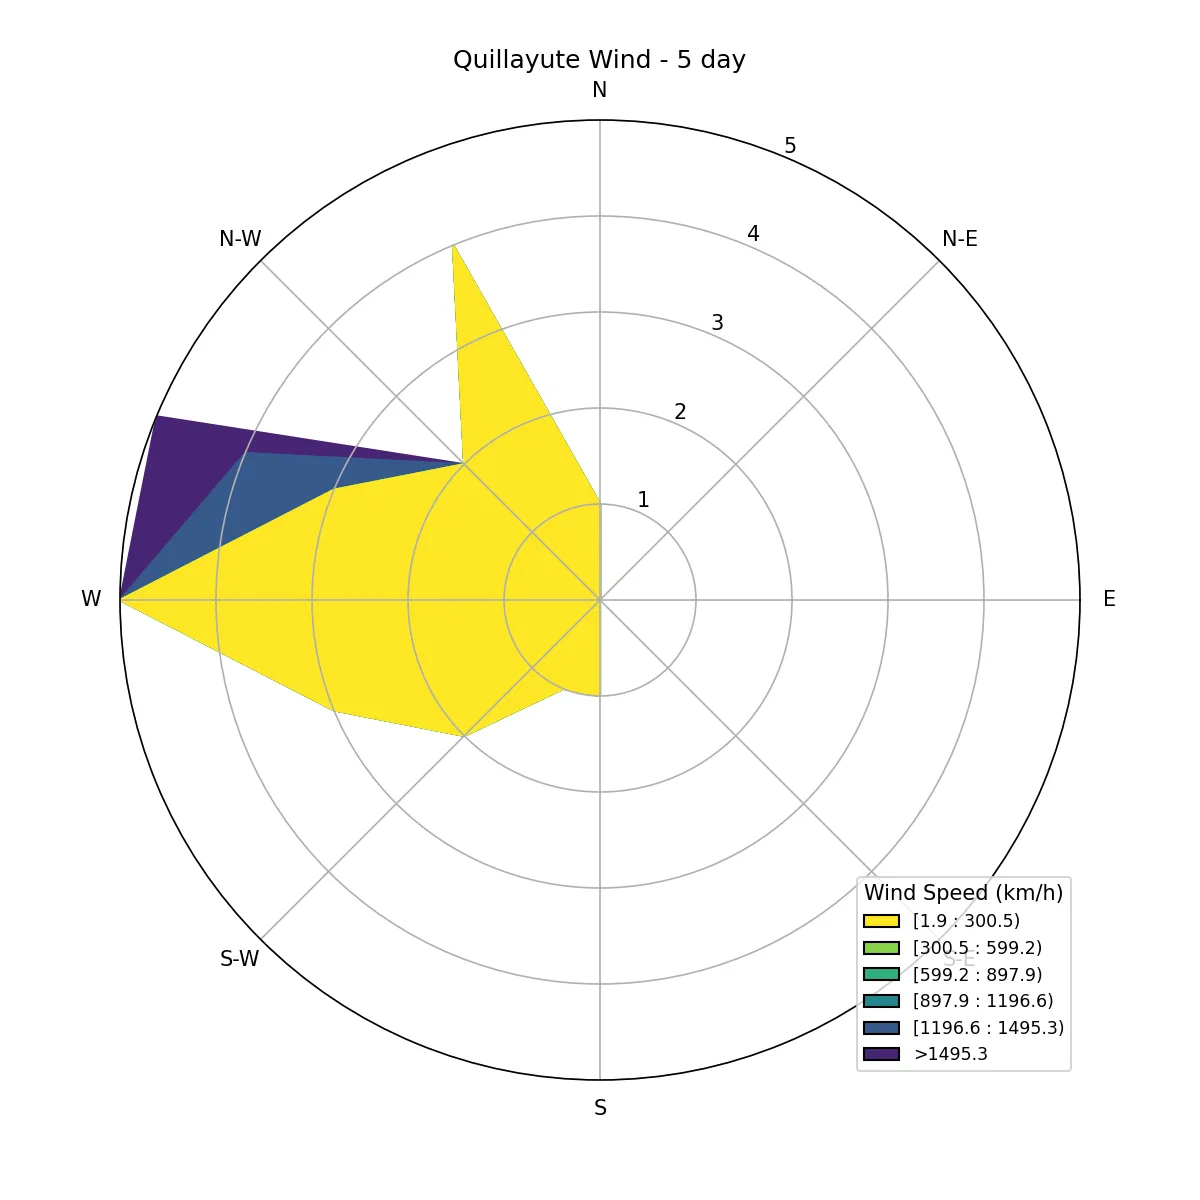 Quillayute Wind - 5 day
N
5
N-W
4
N-E
3
2
1
W
E
Wind Speed (km/h)
[1.9 : 300.5)
[300.5 : 599.2)
S-W
S-E
[599.2 : 897.9)
[897.9 : 1196.6)
[1196.6 : 1495.3)
>1495.3
S